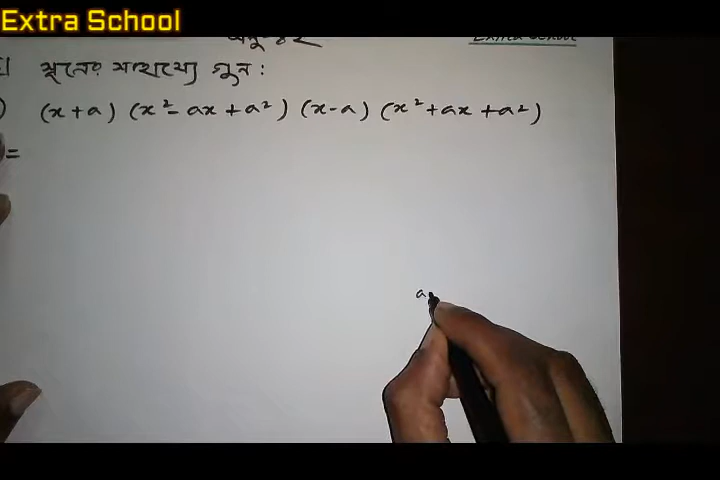 Extra School
সূত্রের সাহায্যে গুন :
(x+a) (x²- ax + a²) (x-a) (x² + ax + a²)
=
a